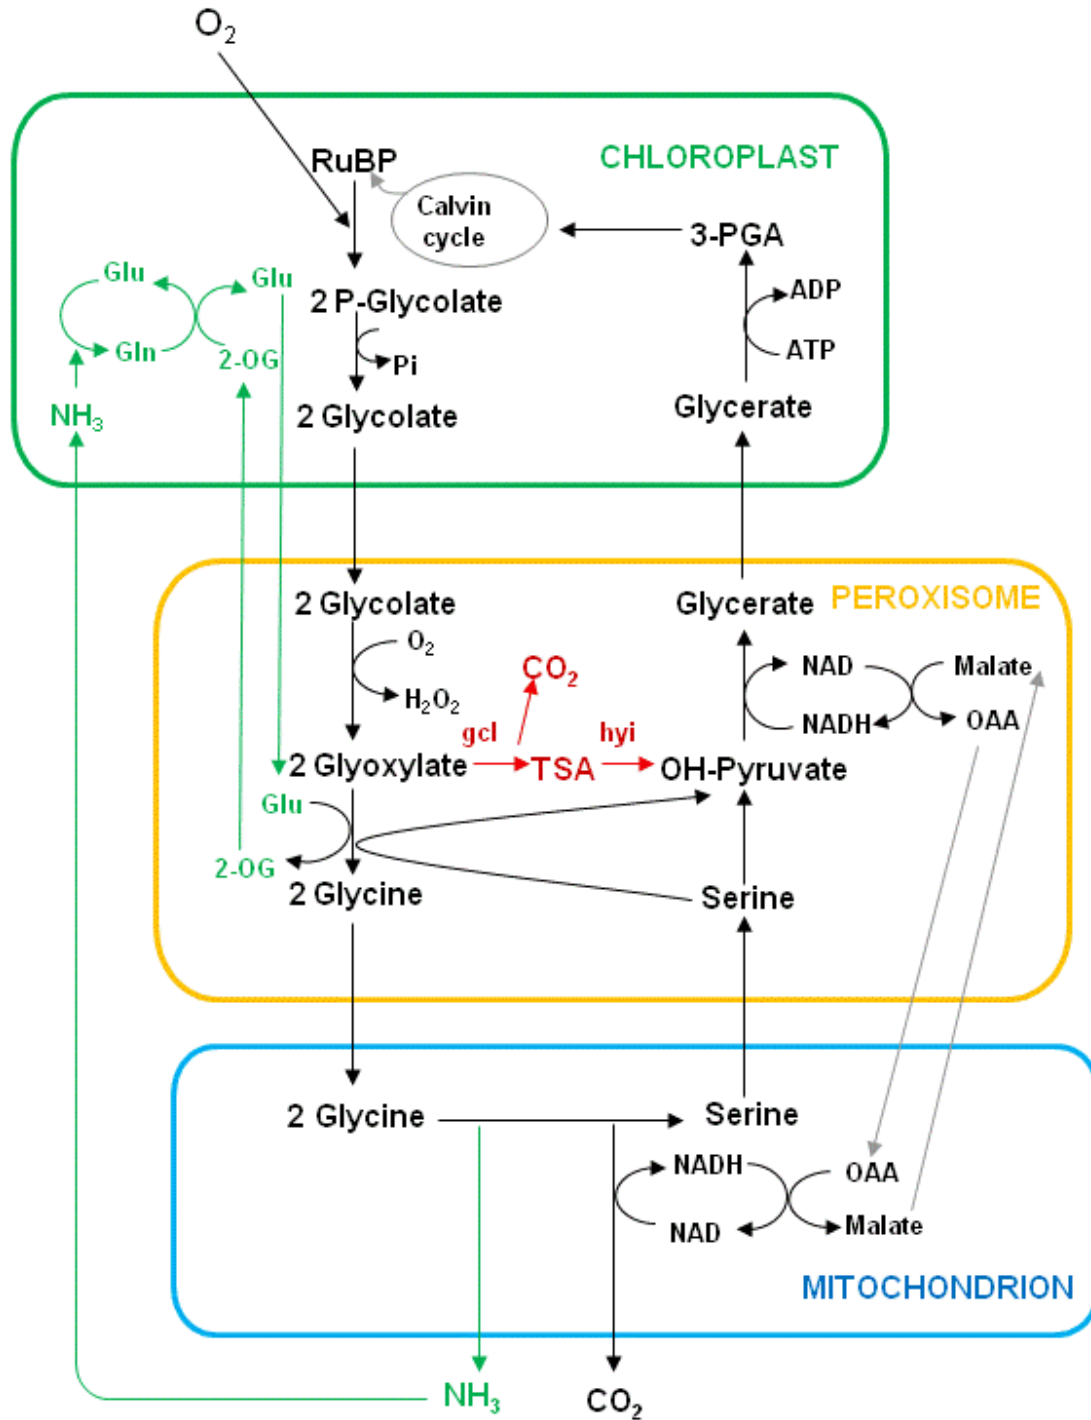 O₂
CHLOROPLAST
RuBP
Calvin
cycle
3-PGA
Glu
Glu
2 P-Glycolate
ADP
Gln
2-OG
Pi
ATP
NH₃
2 Glycolate
Glycerate
2 Glycolate
Glycerate
PEROXISOME
O₂
CO₂
NAD
Malate
H₂O₂
gcl
hyi
NADH
OAA
2 Glyoxylate
TSA
OH-Pyruvate
Glu
2-OG
2 Glycine
Serine
2 Glycine
Serine
NADH
OAA
NAD
Malate
MITOCHONDRION
NH₃
CO₂